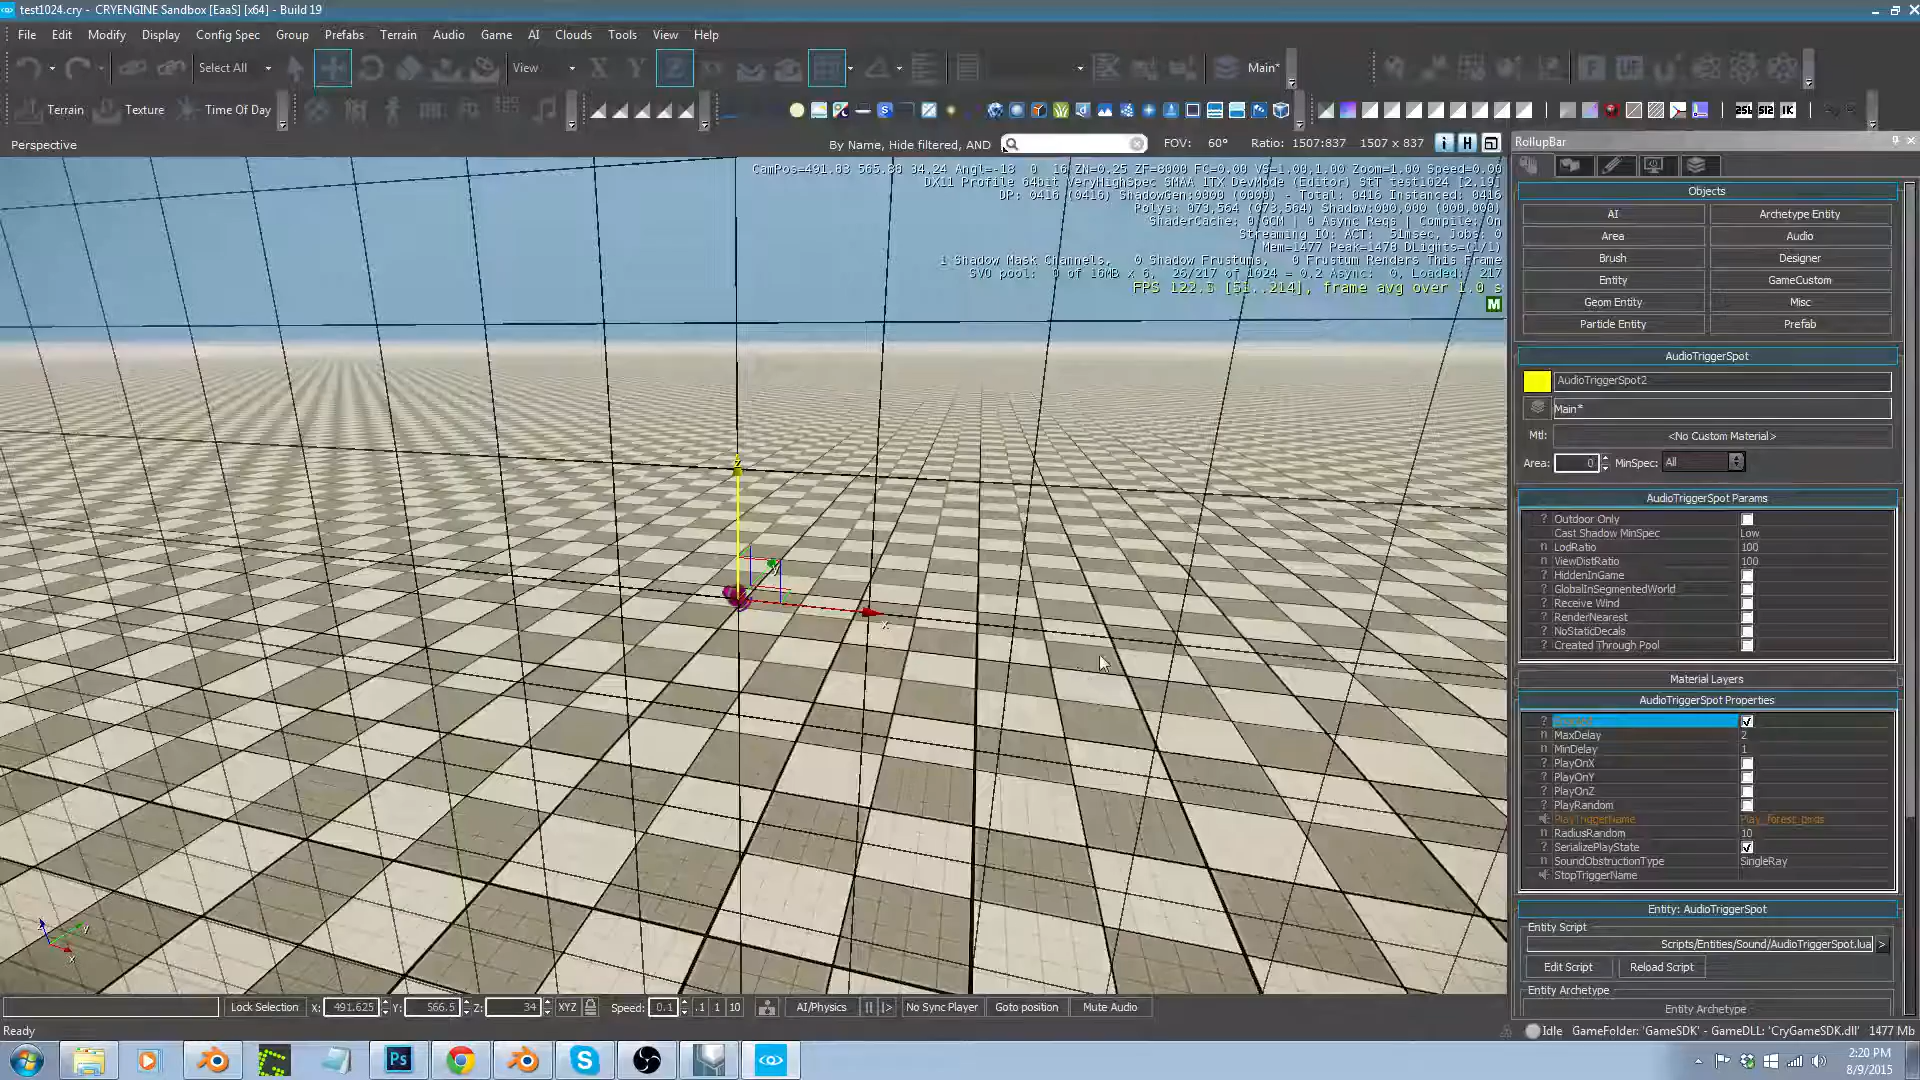 test1024.cry - CRYENGINE Sandbox [EaaS] [x64] - Build 19
File Edit Modify Display Config Spec Group Prefabs Terrain Audio Game AI Clouds Tools View Help
Select All View X Y Z Main*
Terrain Texture Time Of Day 256 512 1K
Perspective By Name, Hide filtered, AND FOV: 60° Ratio: 1507:837 1507 x 837 i H
CamPos=491.83 565.80 34.24 Angl=-18 0 16 ZN=0.25 ZF=8000 FC=0.00 VS=1.00,1.00 Zoom=1.00 Speed=0.00
DX11 Profile 64bit VeryHighSpec SMAA 1TX DevMode (Editor) StT test1024 [2.19]
DP: 0416 (0416) ShadowGen:0000 (0000) - Total: 0416 Instanced: 0416
Polys: 073,564 (073,564) Shadow:000,000 (000,000)
ShaderCache: 0 GCM | 0 Async Reqs | Compile: On
Streaming IO: ACT: 51msec, Jobs: 0
Mem=1477 Peak=1478 DLights=(1/1)
1 Shadow Mask Channels, 0 Shadow Frustums, 0 Frustum Renders This Frame
SVO pool: 0 of 16MB x 6, 26/217 of 1024 = 0.2 Async: 0, Loaded: 217
FPS 122.3 [51..214], frame avg over 1.0 s
M
z
y
x
y
x
RollupBar
Objects
AI Archetype Entity
Area Audio
Brush Designer
Entity GameCustom
Geom Entity Misc
Particle Entity Prefab
AudioTriggerSpot
AudioTriggerSpot2
Main*
Mtl: <No Custom Material>
Area: 0 MinSpec: All
AudioTriggerSpot Params
? Outdoor Only
Cast Shadow MinSpec Low
n LodRatio 100
n ViewDistRatio 100
? HiddenInGame
? GlobalInSegmentedWorld
? Receive Wind
? RenderNearest
? NoStaticDecals
? Created Through Pool
Material Layers
AudioTriggerSpot Properties
?
n MaxDelay 2
n MinDelay 1
? PlayOnX
? PlayOnY
? PlayOnZ
? PlayRandom
PlayTriggerName Play_forest_birds
n RadiusRandom 10
? SerializePlayState
n SoundObstructionType SingleRay
StopTriggerName
Entity: AudioTriggerSpot
Entity Script
Scripts/Entities/Sound/AudioTriggerSpot.lua >
Edit Script Reload Script
Entity Archetype
Entity Archetype
Lock Selection X: 491.625 Y: 566.5 Z: 34 XYZ Speed: 0.1 .1 1 10 AI/Physics No Sync Player Goto position Mute Audio
Ready Idle GameFolder: 'GameSDK' - GameDLL: 'CryGameSDK.dll' 1477 Mb
Ps
2:20 PM
8/9/2015